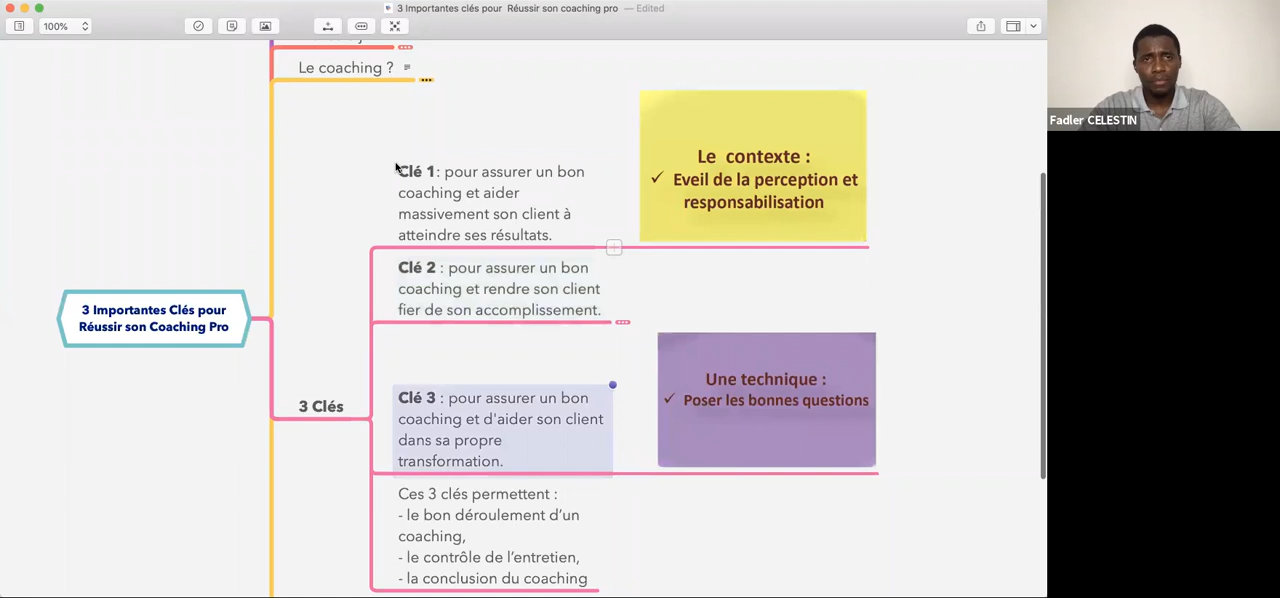 3 Importantes clés pour Réussir son coaching pro — Edited
100%
Le coaching ?
Clé 1 : pour assurer un bon
coaching et aider
massivement son client à
atteindre ses résultats.
Le contexte :
✓ Eveil de la perception et
responsabilisation
Clé 2 : pour assurer un bon
coaching et rendre son client
fier de son accomplissement.
3 Importantes Clés pour
Réussir son Coaching Pro
3 Clés
Clé 3 : pour assurer un bon
coaching et d'aider son client
dans sa propre
transformation.
Une technique :
✓ Poser les bonnes questions
Ces 3 clés permettent :
- le bon déroulement d’un
coaching,
- le contrôle de l’entretien,
- la conclusion du coaching
Fadler CELESTIN